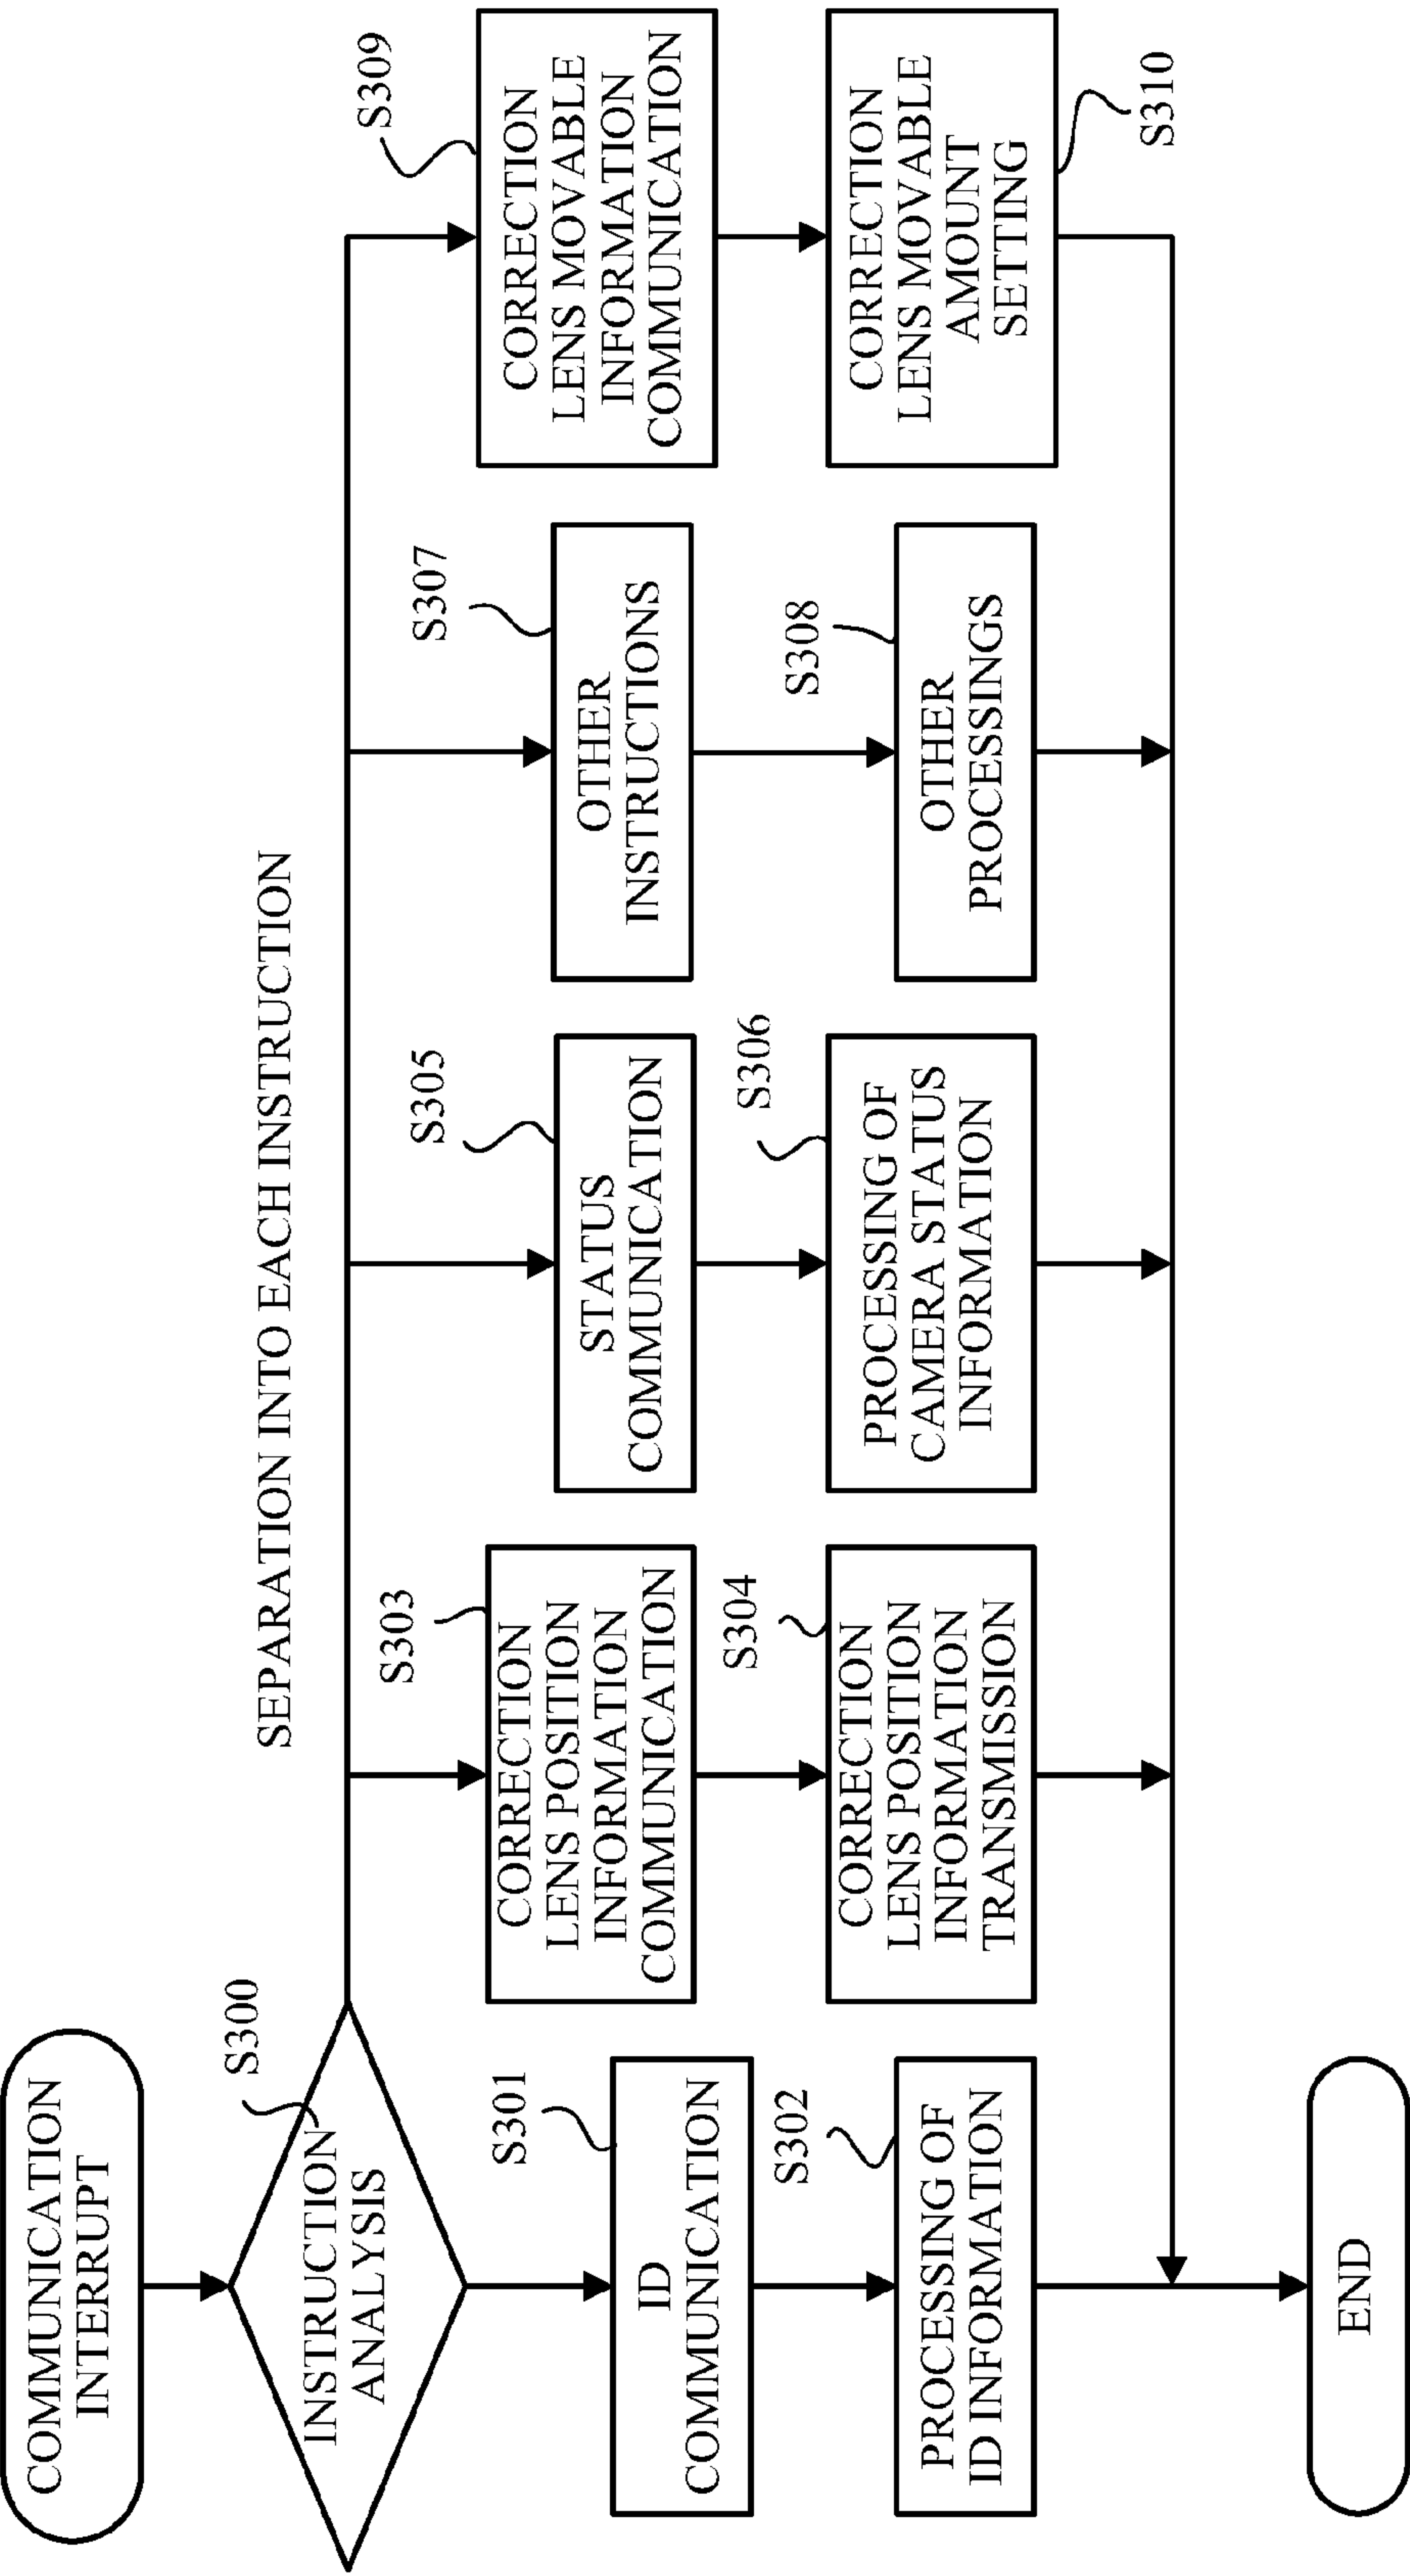 COMMUNICATION
INTERRUPT
S300
INSTRUCTION
ANALYSIS
SEPARATION INTO EACH INSTRUCTION
S301
ID
COMMUNICATION
S302
PROCESSING OF
ID INFORMATION
S303
CORRECTION
LENS POSITION
INFORMATION
COMMUNICATION
S304
CORRECTION
LENS POSITION
INFORMATION
TRANSMISSION
S305
STATUS
COMMUNICATION
S306
PROCESSING OF
CAMERA STATUS
INFORMATION
S307
OTHER
INSTRUCTIONS
S308
OTHER
PROCESSINGS
S309
CORRECTION
LENS MOVABLE
INFORMATION
COMMUNICATION
CORRECTION
LENS MOVABLE
AMOUNT
SETTING
S310
END